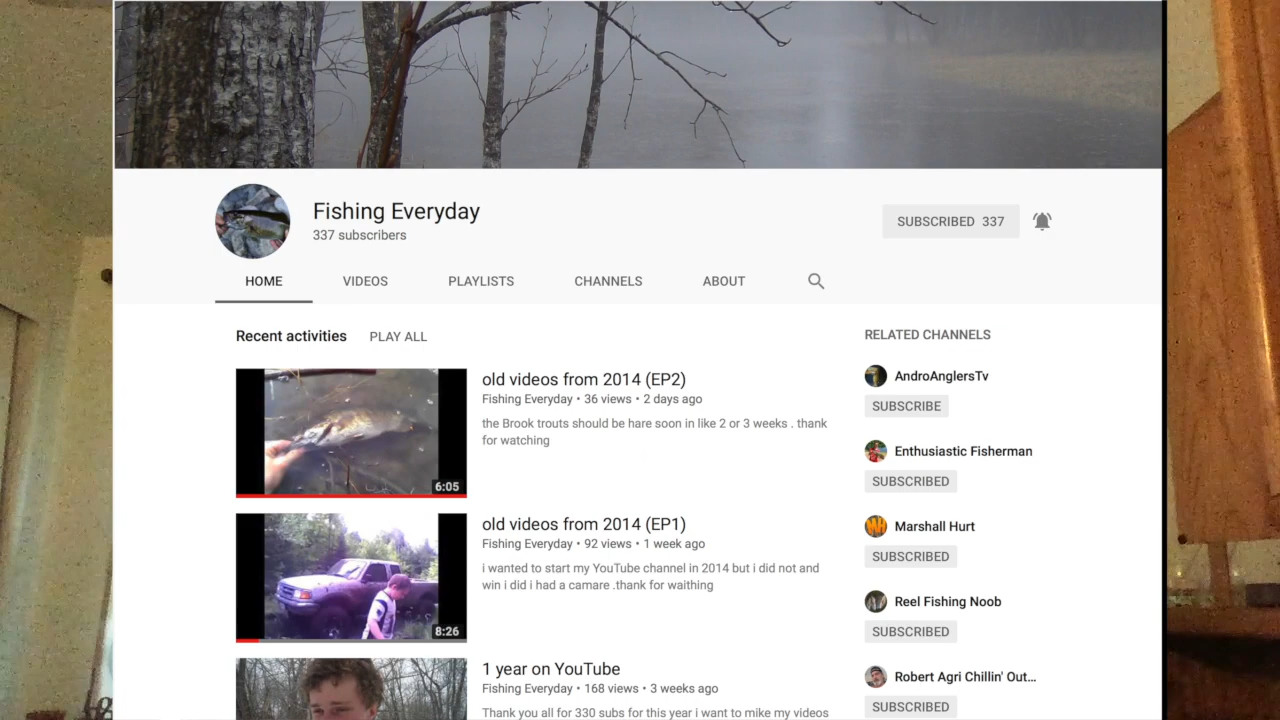 Fishing Everyday
337 subscribers
SUBSCRIBED 337
HOME VIDEOS PLAYLISTS CHANNELS ABOUT
Recent activities PLAY ALL
6:05
old videos from 2014 (EP2)
Fishing Everyday • 36 views • 2 days ago
the Brook trouts should be hare soon in like 2 or 3 weeks . thank
for watching
8:26
old videos from 2014 (EP1)
Fishing Everyday • 92 views • 1 week ago
i wanted to start my YouTube channel in 2014 but i did not and
win i did i had a camare .thank for waithing
1 year on YouTube
Fishing Everyday • 168 views • 3 weeks ago
Thank you all for 330 subs for this year i want to mike my videos
RELATED CHANNELS
AndroAnglersTv
SUBSCRIBE
Enthusiastic Fisherman
SUBSCRIBED
Marshall Hurt
SUBSCRIBED
Reel Fishing Noob
SUBSCRIBED
Robert Agri Chillin' Out...
SUBSCRIBED